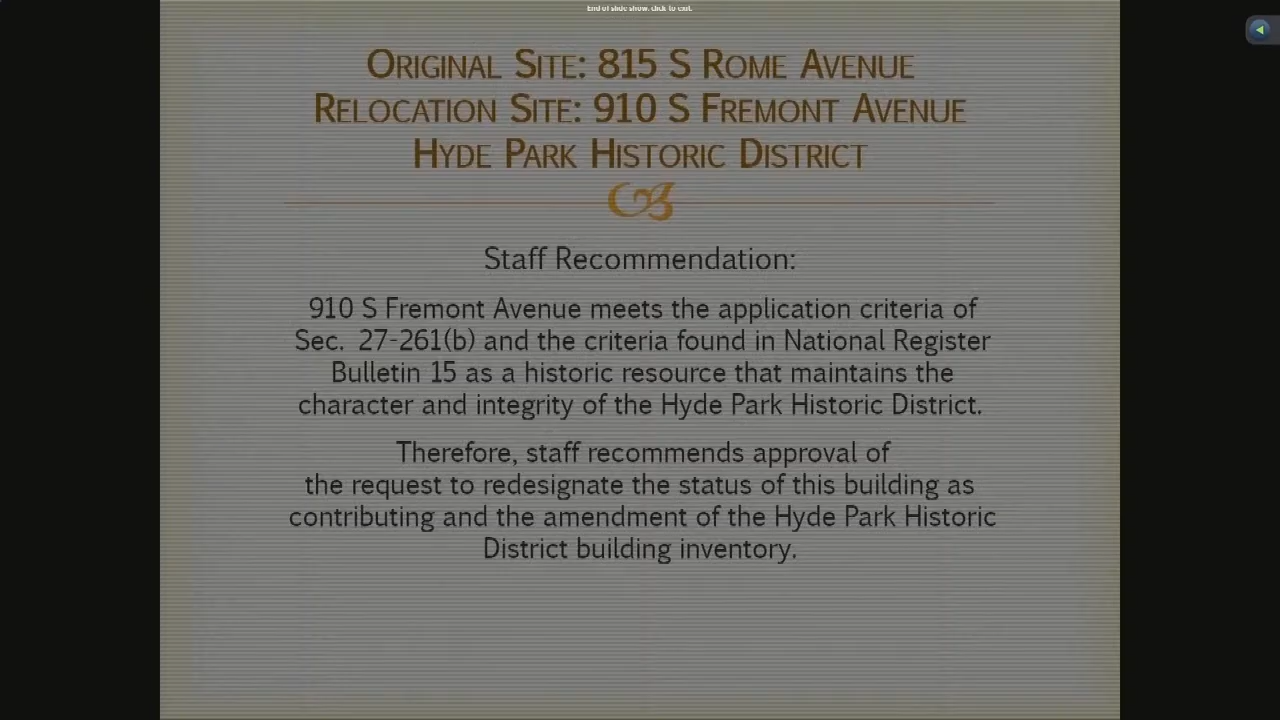 End of slide show, click to exit.
ORIGINAL SITE: 815 S ROME AVENUE
RELOCATION SITE: 910 S FREMONT AVENUE
HYDE PARK HISTORIC DISTRICT
Staff Recommendation:
910 S Fremont Avenue meets the application criteria of
Sec. 27-261(b) and the criteria found in National Register
Bulletin 15 as a historic resource that maintains the
character and integrity of the Hyde Park Historic District.
Therefore, staff recommends approval of
the request to redesignate the status of this building as
contributing and the amendment of the Hyde Park Historic
District building inventory.